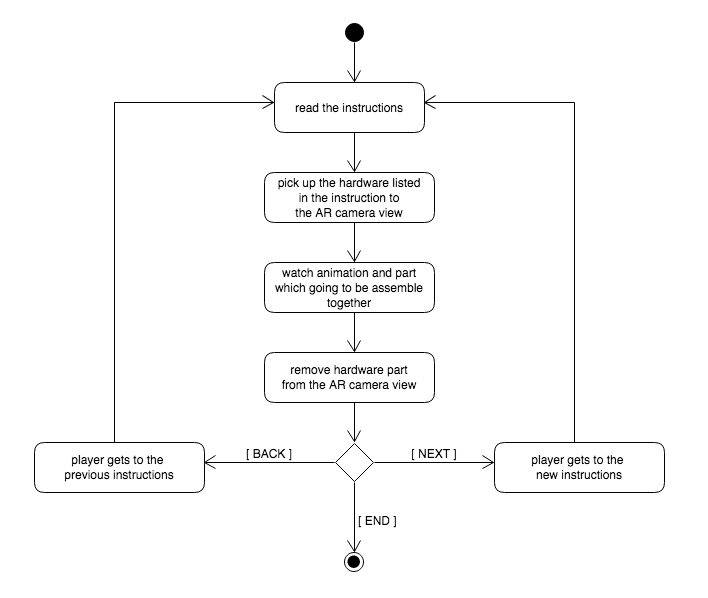 read the instructions
pick up the hardware listed
in the instruction to
the AR camera view
watch animation and part
which going to be assemble
together
remove hardware part
from the AR camera view
[ BACK ]
[ NEXT ]
player gets to the
previous instructions
player gets to the
new instructions
[ END ]